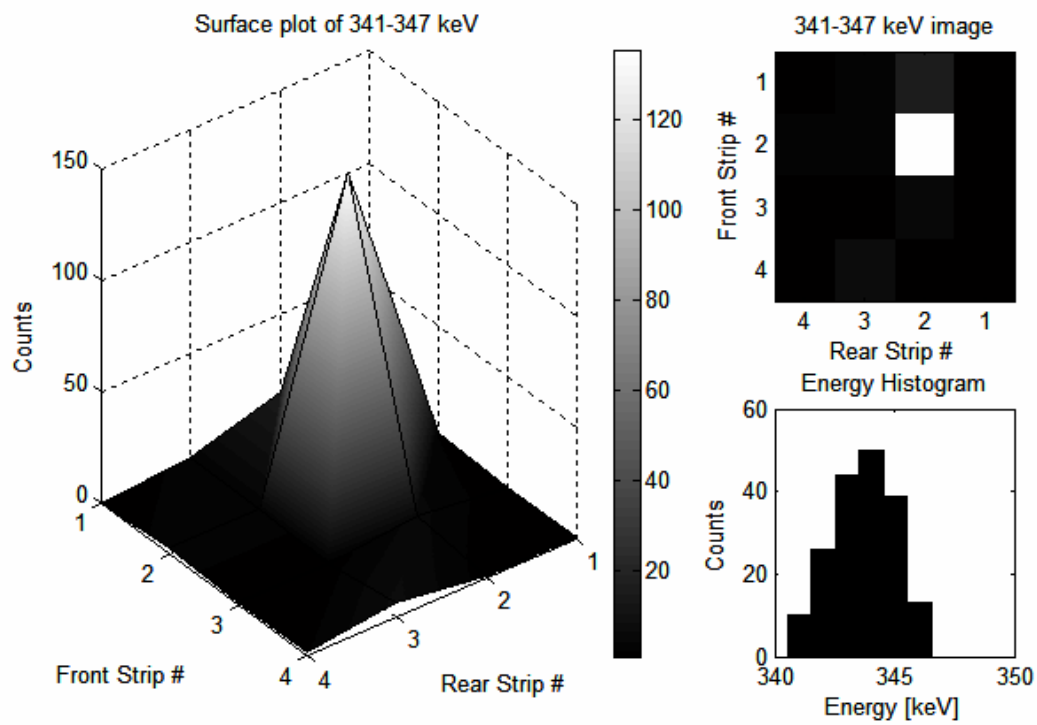 Surface plot of 341-347 keV
150
100
50
0
Counts
1
2
3
4
Front Strip #
4
3
2
1
Rear Strip #
120
100
80
60
40
20
341-347 keV image
1
2
3
4
Front Strip #
4 3 2 1
Rear Strip #
Energy Histogram
60
40
20
0
Counts
340 345 350
Energy [keV]